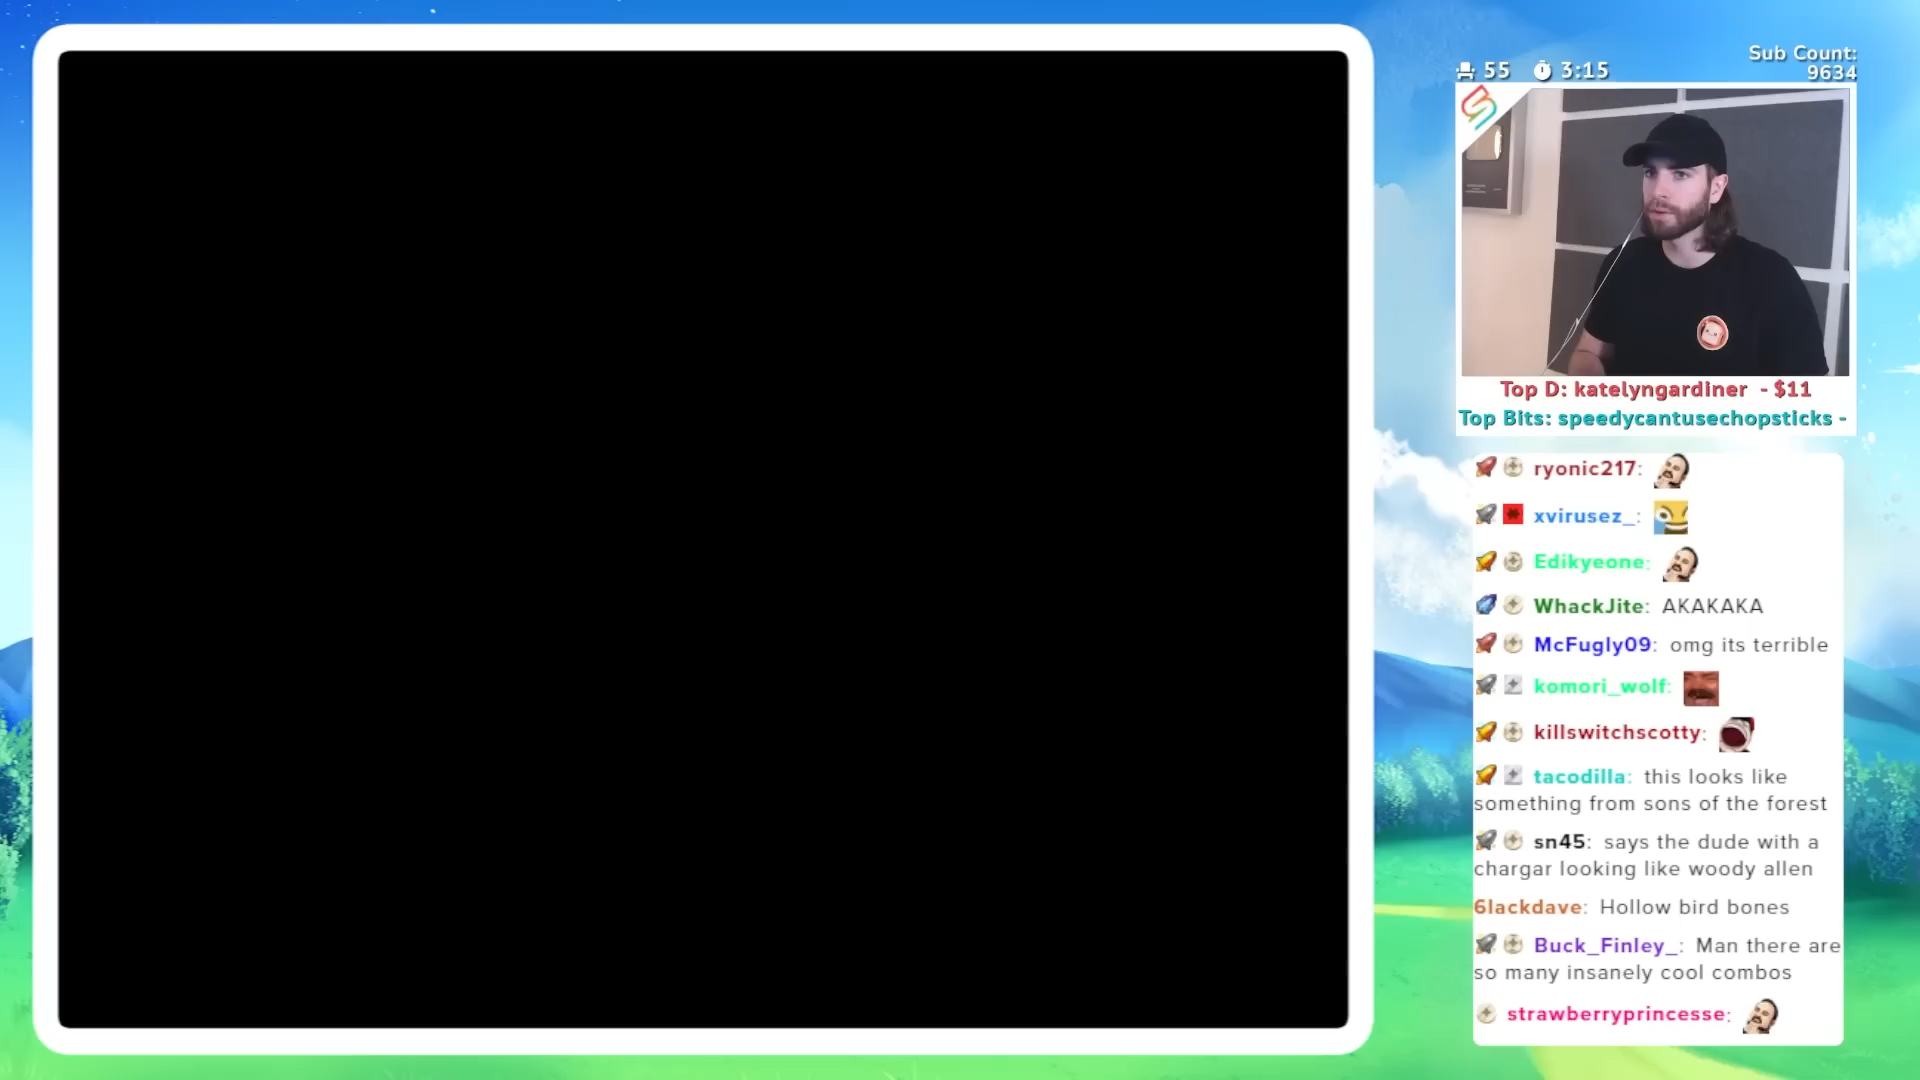 55 3:15
Sub Count:
9634
Top D: katelyngardiner - $11
Top Bits: speedycantusechopsticks -
ryonic217:
xvirusez_:
Edikyeone:
WhackJite: AKAKAKA
McFugly09: omg its terrible
komori_wolf:
killswitchscotty:
tacodilla: this looks like
something from sons of the forest
sn45: says the dude with a
chargar looking like woody allen
6lackdave: Hollow bird bones
Buck_Finley_: Man there are
so many insanely cool combos
strawberryprincesse: